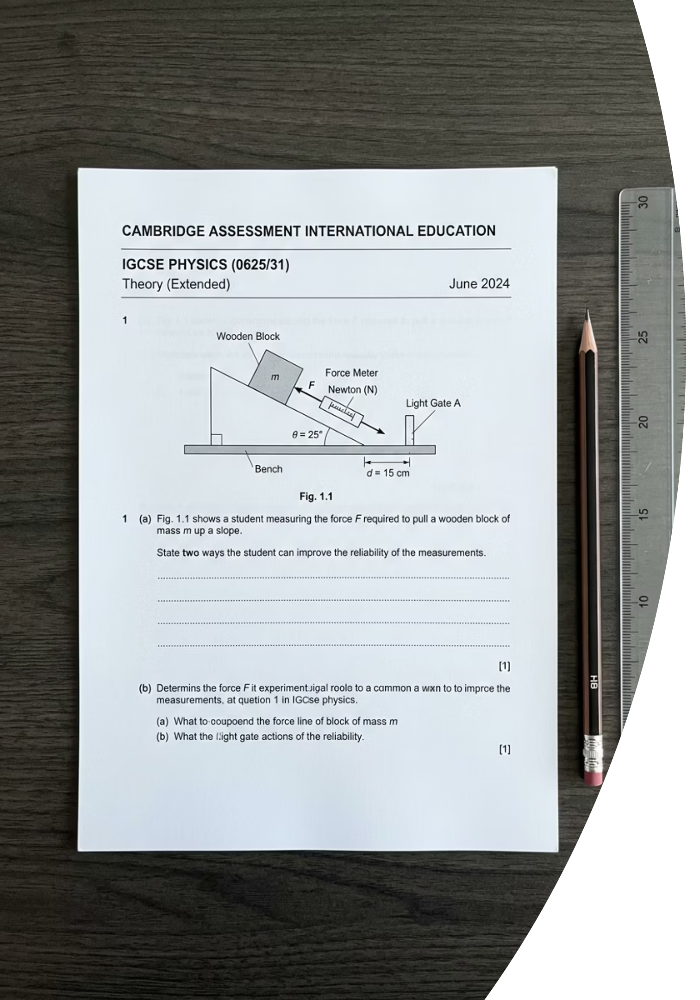 CAMBRIDGE ASSESSMENT INTERNATIONAL EDUCATION
IGCSE PHYSICS (0625/31)
Theory (Extended) June 2024
1
Wooden Block
m
F
Force Meter
Newton (N)
Light Gate A
θ = 25°
Bench
d = 15 cm
Fig. 1.1
1 (a) Fig. 1.1 shows a student measuring the force F required to pull a wooden block of
mass m up a slope.
State two ways the student can improve the reliability of the measurements.
[1]
(b) Determins the force F it roole to a common a to to imprce the
measurements, at quetion 1 in IGCse physics.
(a) What to coupoend the force line of block of mass m
(b) What the gate actions of the reliability.
[1]
30
25
20
15
10
HB